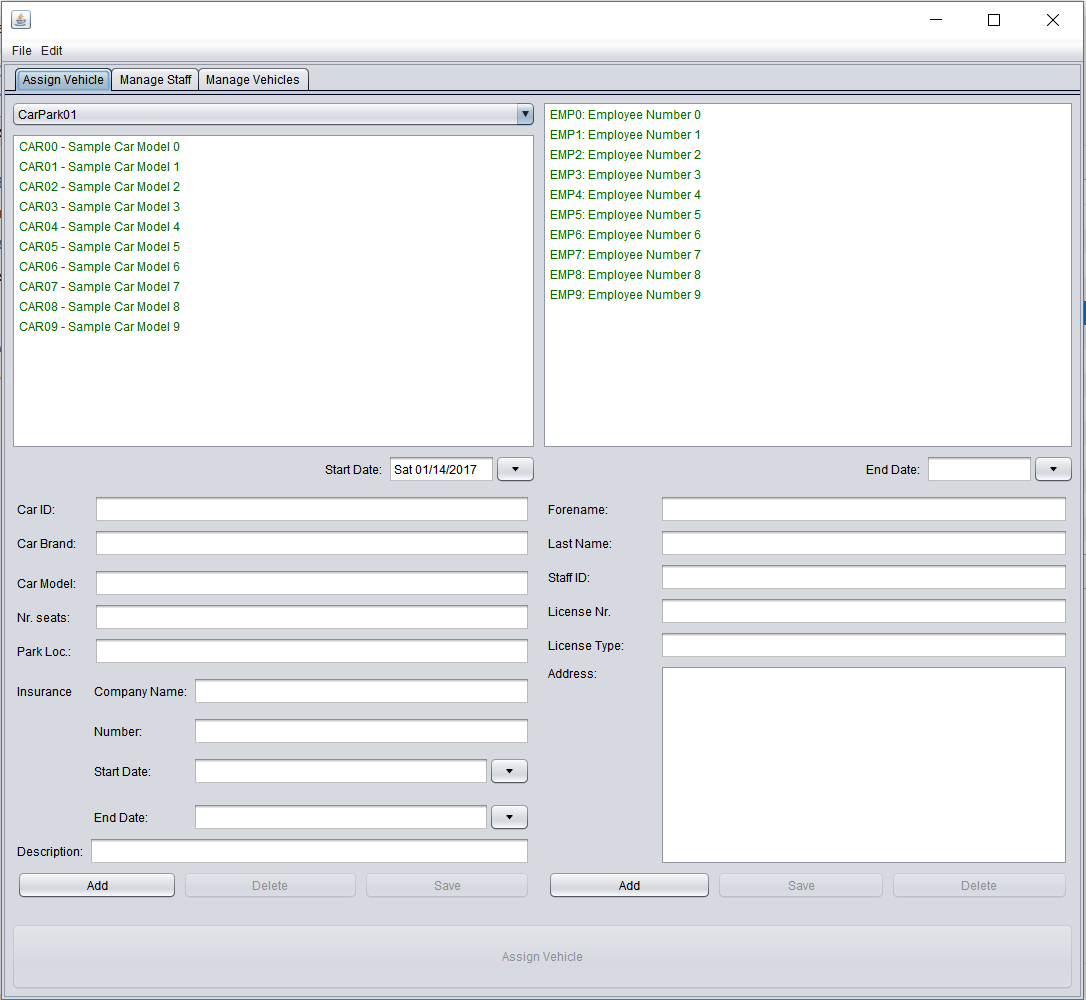 File Edit
Assign Vehicle Manage Staff Manage Vehicles
CarPark01
CAR00 - Sample Car Model 0
CAR01 - Sample Car Model 1
CAR02 - Sample Car Model 2
CAR03 - Sample Car Model 3
CAR04 - Sample Car Model 4
CAR05 - Sample Car Model 5
CAR06 - Sample Car Model 6
CAR07 - Sample Car Model 7
CAR08 - Sample Car Model 8
CAR09 - Sample Car Model 9
EMP0: Employee Number 0
EMP1: Employee Number 1
EMP2: Employee Number 2
EMP3: Employee Number 3
EMP4: Employee Number 4
EMP5: Employee Number 5
EMP6: Employee Number 6
EMP7: Employee Number 7
EMP8: Employee Number 8
EMP9: Employee Number 9
Start Date: Sat 01/14/2017
End Date:
Car ID:
Car Brand:
Car Model:
Nr. seats:
Park Loc.:
Insurance Company Name:
Number:
Start Date:
End Date:
Description:
Add Delete Save
Forename:
Last Name:
Staff ID:
License Nr.
License Type:
Address:
Add Save Delete
Assign Vehicle